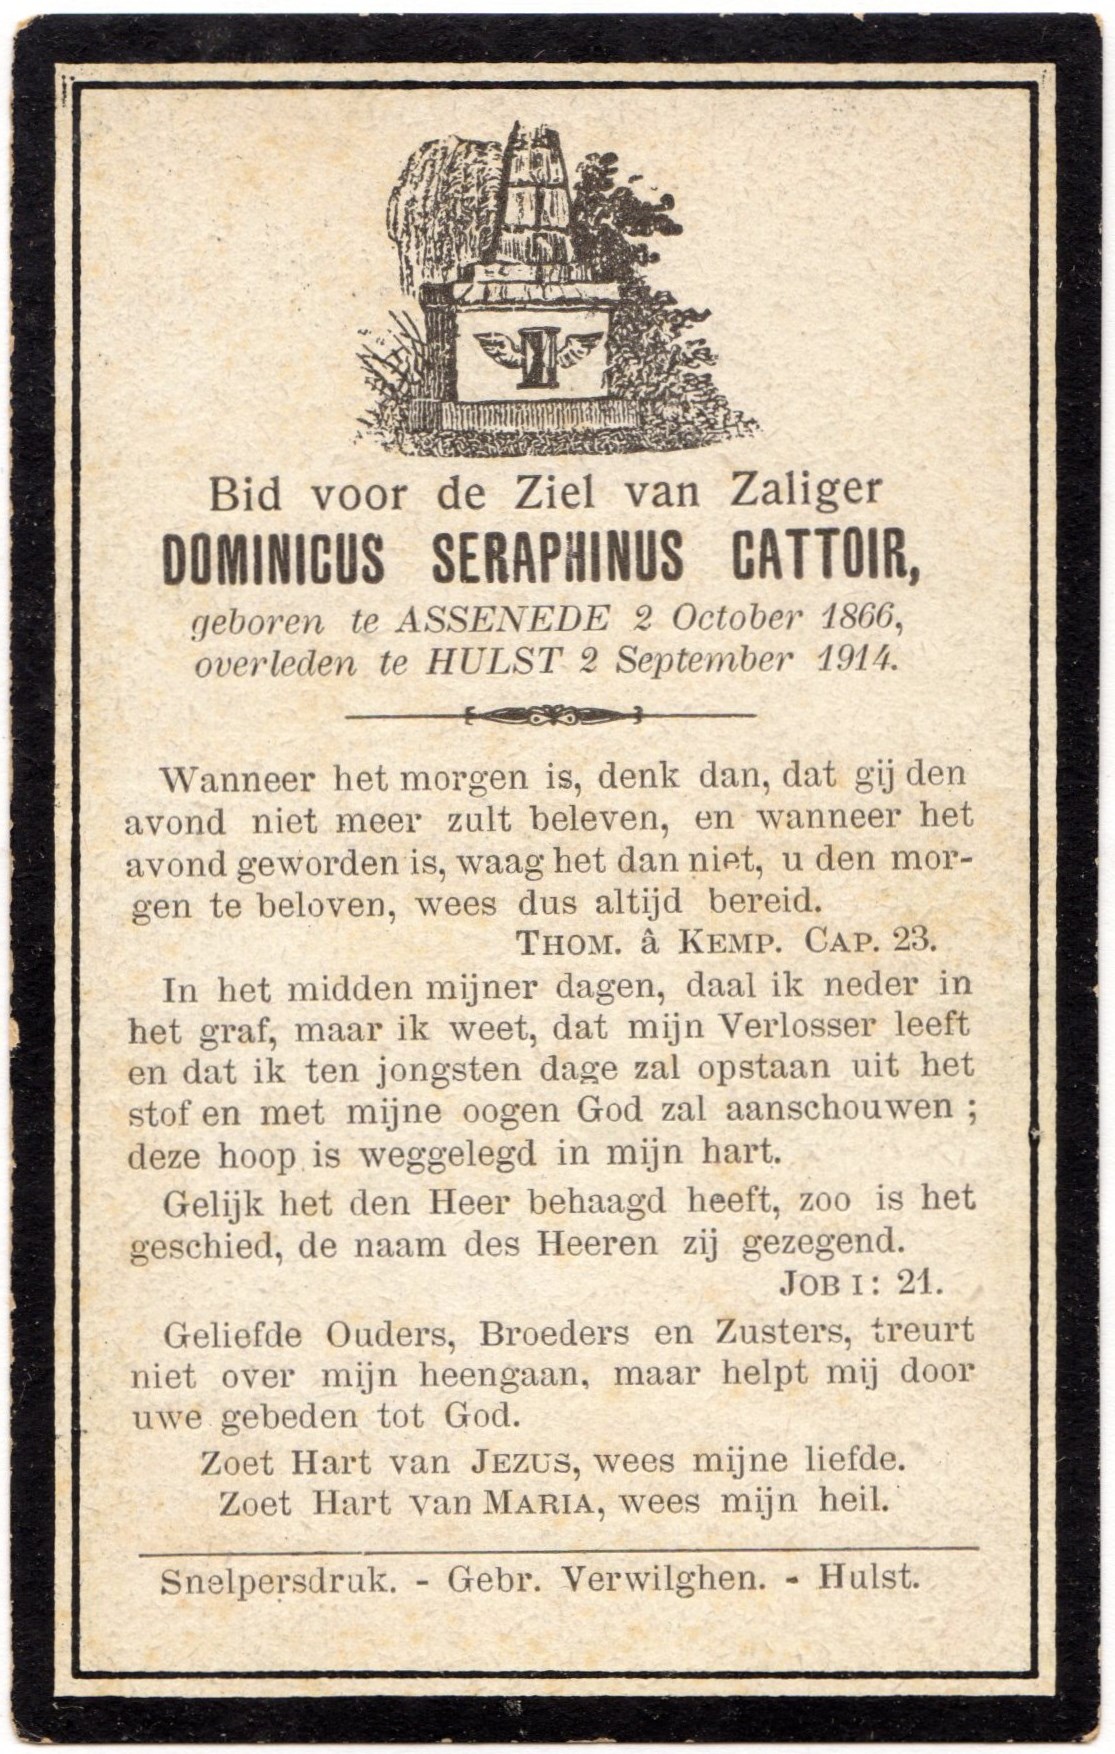 Bid voor de Ziel van Zaliger
DOMINICUS SERAPHINUS CATTOIR,
geboren te ASSENEDE 2 October 1866,
overleden te HULST 2 September 1914.
Wanneer het morgen is, denk dan, dat gij den
avond niet meer zult beleven, en wanneer het
avond geworden is, waag het dan niet, u den mor-
gen te beloven, wees dus altijd bereid.
THOM. â KEMP. CAP. 23.
In het midden mijner dagen, daal ik neder in
het graf, maar ik weet, dat mijn Verlosser leeft
en dat ik ten jongsten dage zal opstaan uit het
stof en met mijne oogen God zal aanschouwen ;
deze hoop is weggelegd in mijn hart.
Gelijk het den Heer behaagd heeft, zoo is het
geschied, de naam des Heeren zij gezegend.
JOB I: 21.
Geliefde Ouders, Broeders en Zusters, treurt
niet over mijn heengaan, maar helpt mij door
uwe gebeden tot God.
Zoet Hart van JEZUS, wees mijne liefde.
Zoet Hart van MARIA, wees mijn heil.
Snelpersdruk. - Gebr. Verwilghen. - Hulst.